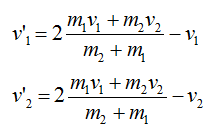 v'₁ = 2 (m₁v₁ + m₂v₂)/(m₂ + m₁) − v₁
v'₂ = 2 (m₁v₁ + m₂v₂)/(m₂ + m₁) − v₂